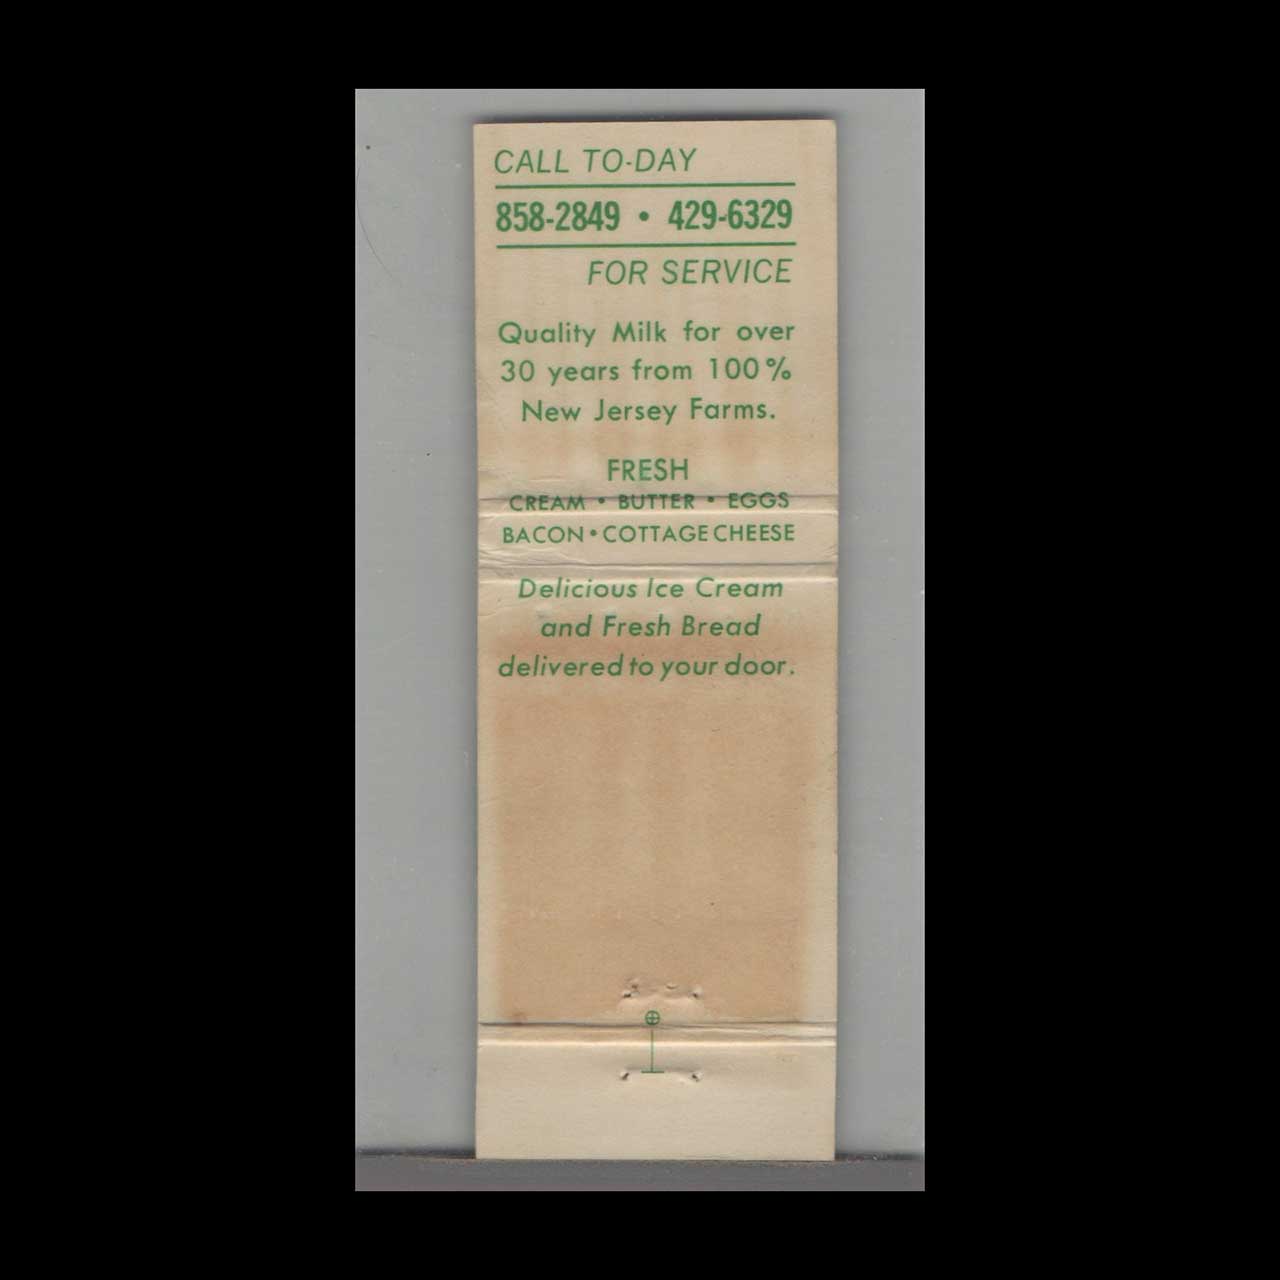 CALL TO-DAY
858-2849 • 429-6329
FOR SERVICE
Quality Milk for over
30 years from 100%
New Jersey Farms.
FRESH
CREAM • BUTTER • EGGS
BACON • COTTAGE CHEESE
Delicious Ice Cream
and Fresh Bread
delivered to your door.